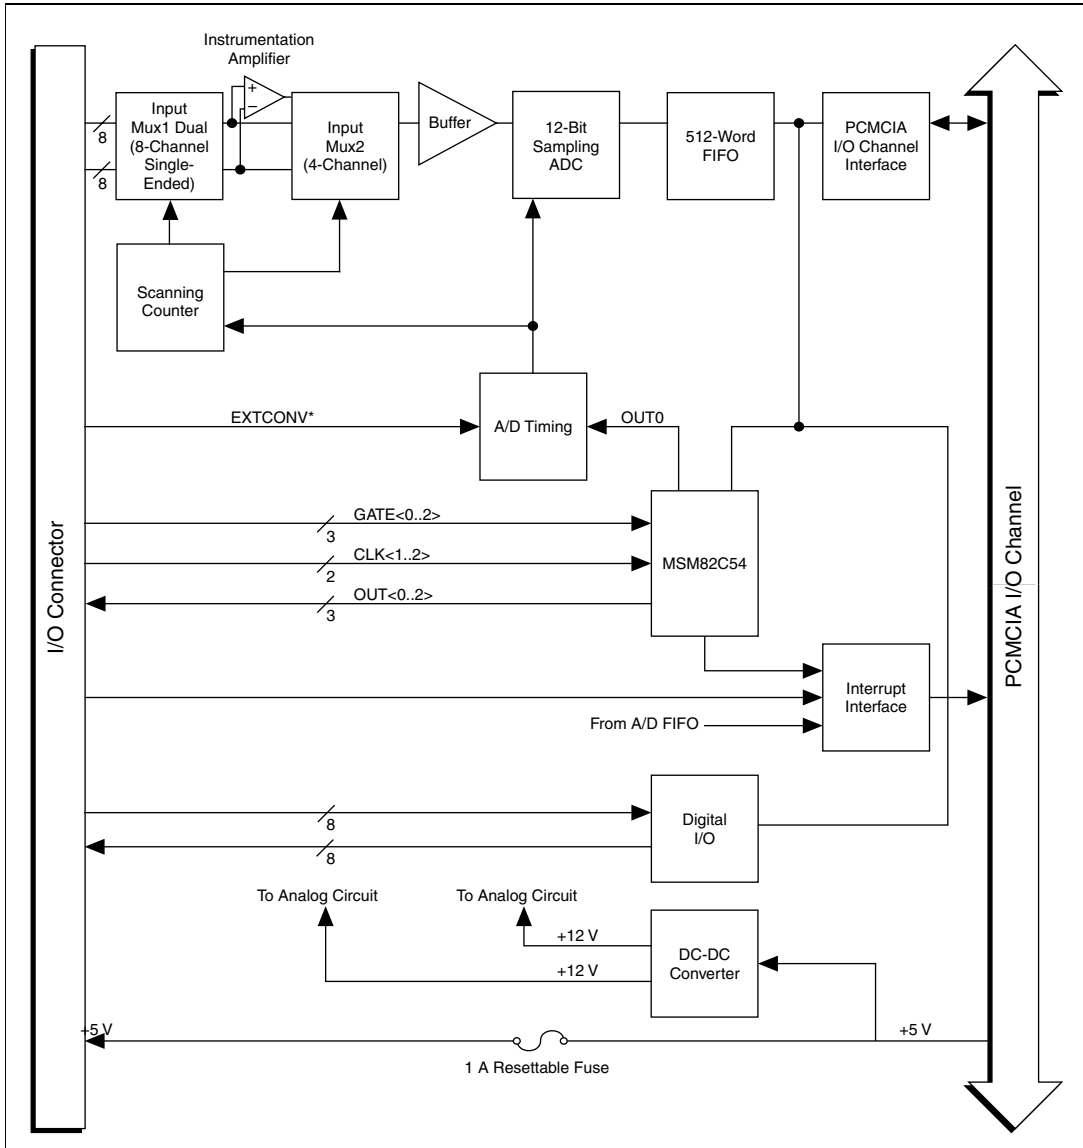 Instrumentation
Amplifier
+
−
8
8
Input
Mux1 Dual
(8-Channel
Single-
Ended)
Input
Mux2
(4-Channel)
Buffer
12-Bit
Sampling
ADC
512-Word
FIFO
PCMCIA
I/O Channel
Interface
Scanning
Counter
EXTCONV*
A/D Timing
OUT0
GATE<0..2>
3
CLK<1..2>
2
OUT<0..2>
3
MSM82C54
I/O Connector
PCMCIA I/O Channel
Interrupt
Interface
From A/D FIFO
8
8
Digital
I/O
To Analog Circuit
To Analog Circuit
+12 V
+12 V
DC-DC
Converter
+5 V
+5 V
1 A Resettable Fuse